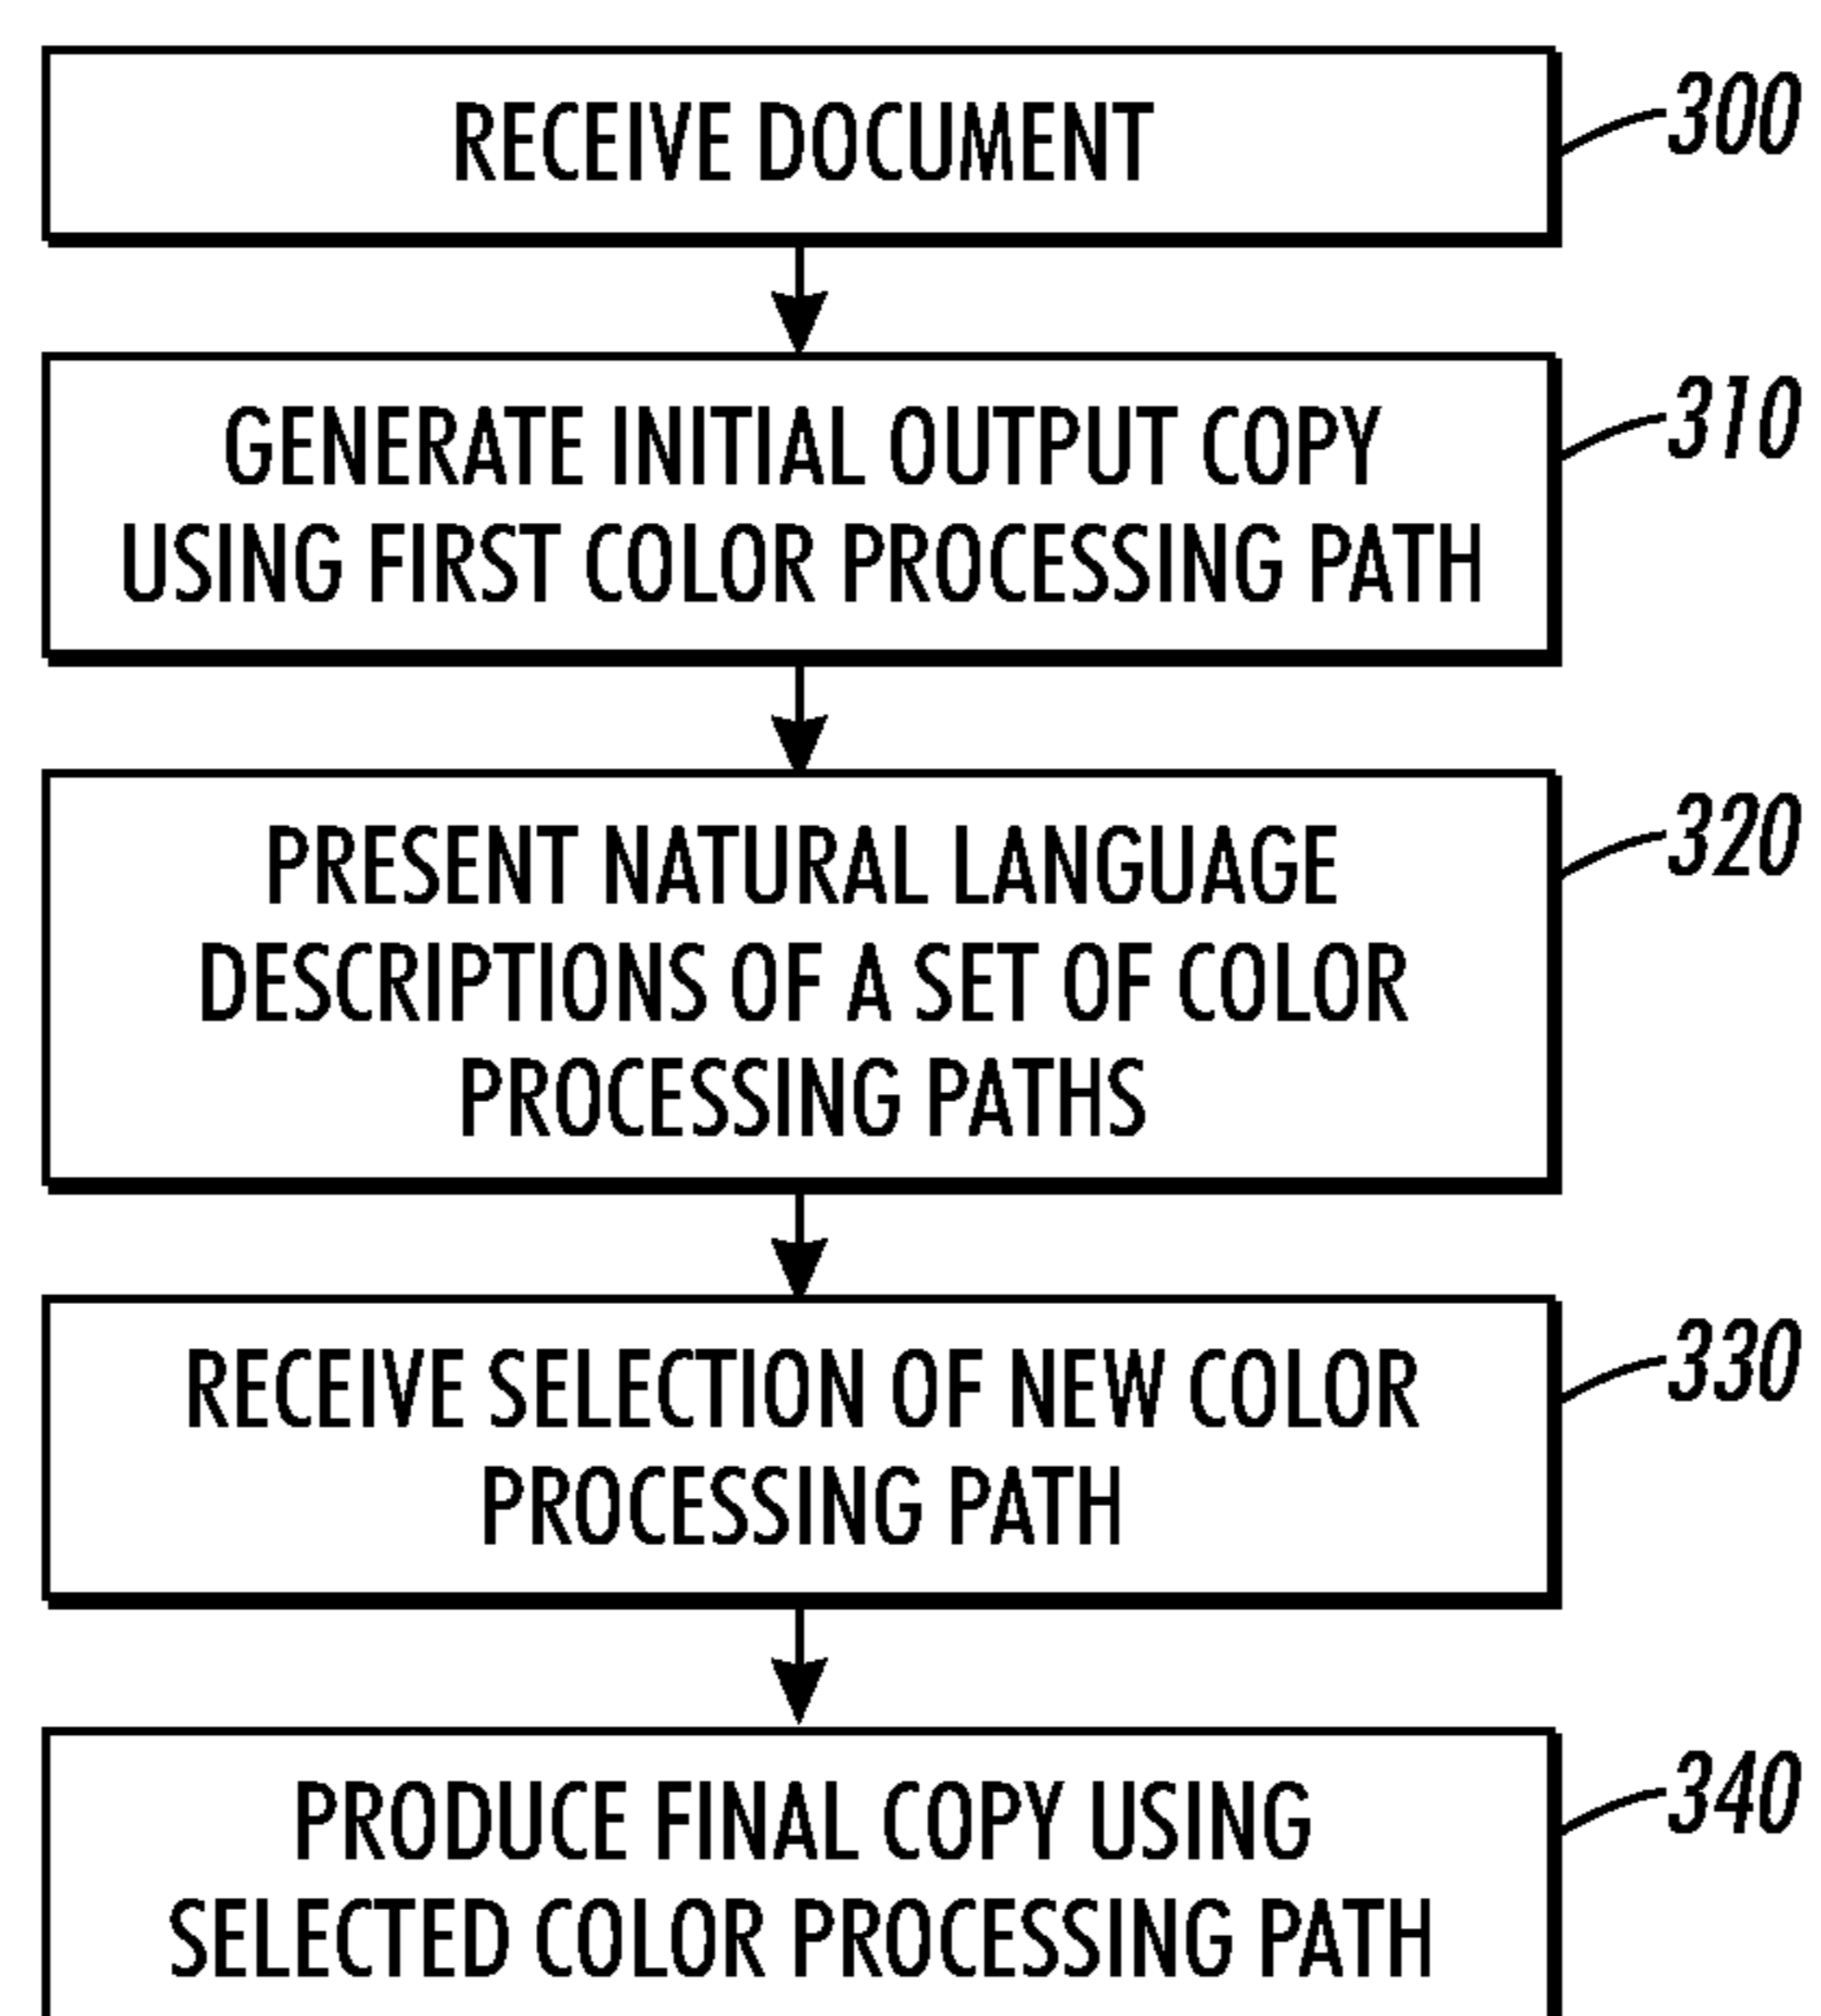 RECEIVE DOCUMENT
300
GENERATE INITIAL OUTPUT COPY
USING FIRST COLOR PROCESSING PATH
310
PRESENT NATURAL LANGUAGE
DESCRIPTIONS OF A SET OF COLOR
PROCESSING PATHS
320
RECEIVE SELECTION OF NEW COLOR
PROCESSING PATH
330
PRODUCE FINAL COPY USING
SELECTED COLOR PROCESSING PATH
340